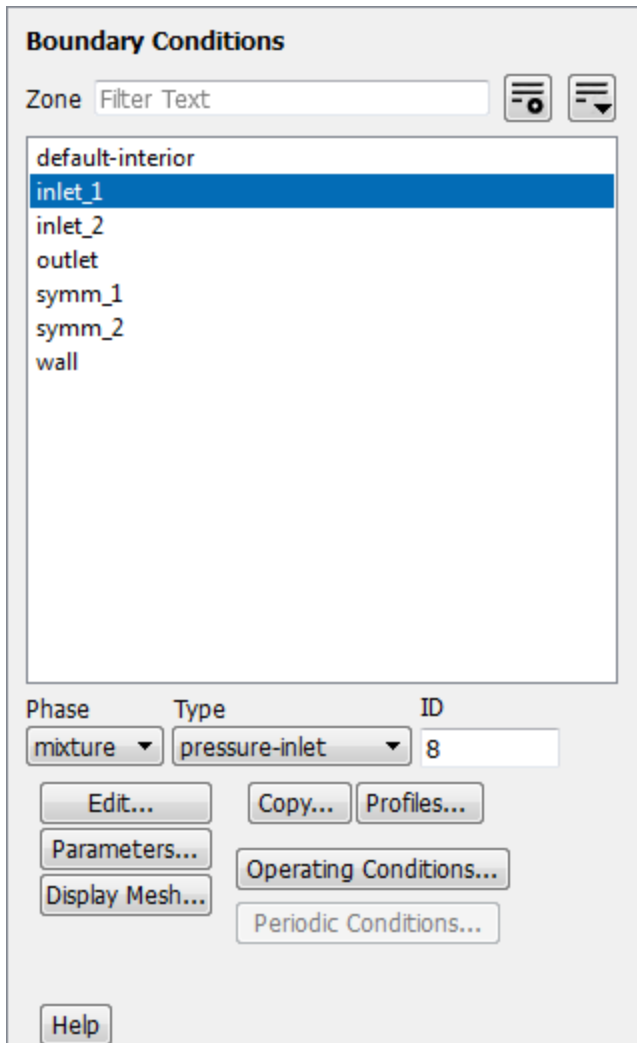 Boundary Conditions
Zone Filter Text
default-interior
inlet_1
inlet_2
outlet
symm_1
symm_2
wall
Phase Type ID
mixture pressure-inlet 8
Edit... Copy... Profiles...
Parameters...
Operating Conditions...
Display Mesh...
Periodic Conditions...
Help